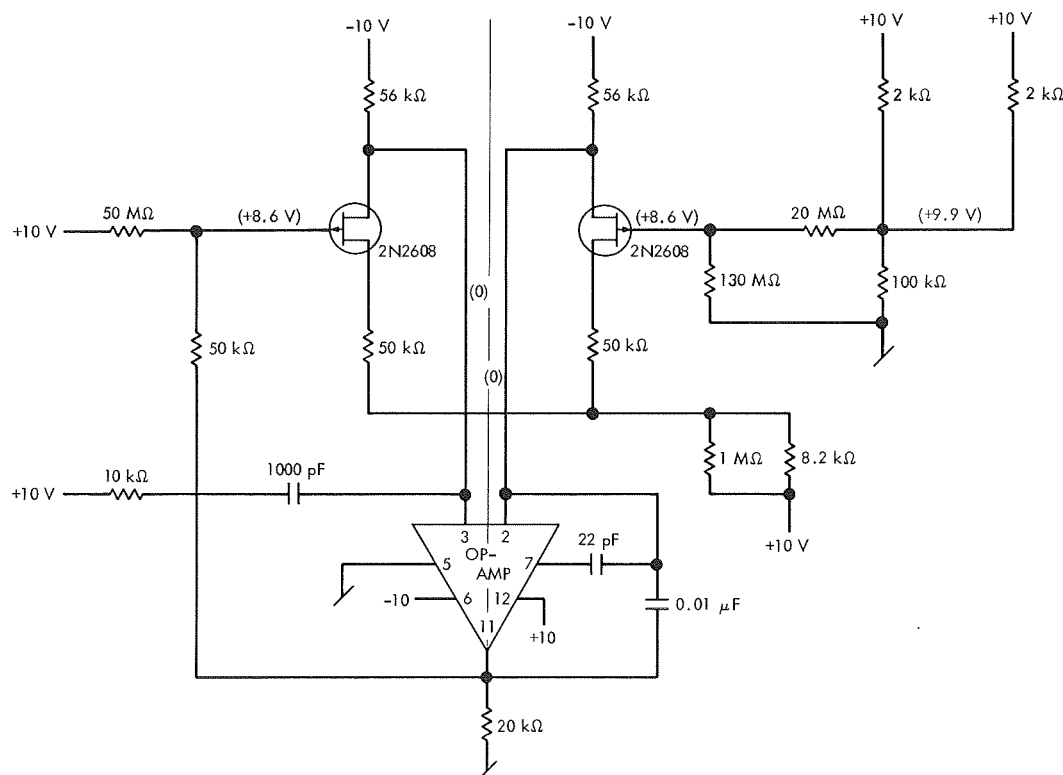 –10 V
–10 V
+10 V
+10 V
56 kΩ
56 kΩ
2 kΩ
2 kΩ
50 MΩ
(+8.6 V)
(+8.6 V)
20 MΩ
(+9.9 V)
+10 V
2N2608
2N2608
130 MΩ
100 kΩ
(0)
50 kΩ
50 kΩ
50 kΩ
(0)
1 MΩ
8.2 kΩ
10 kΩ
1000 pF
+10 V
+10 V
3
2
22 pF
OP-
AMP
5
7
–10
6
12
0.01 μF
11
+10
20 kΩ